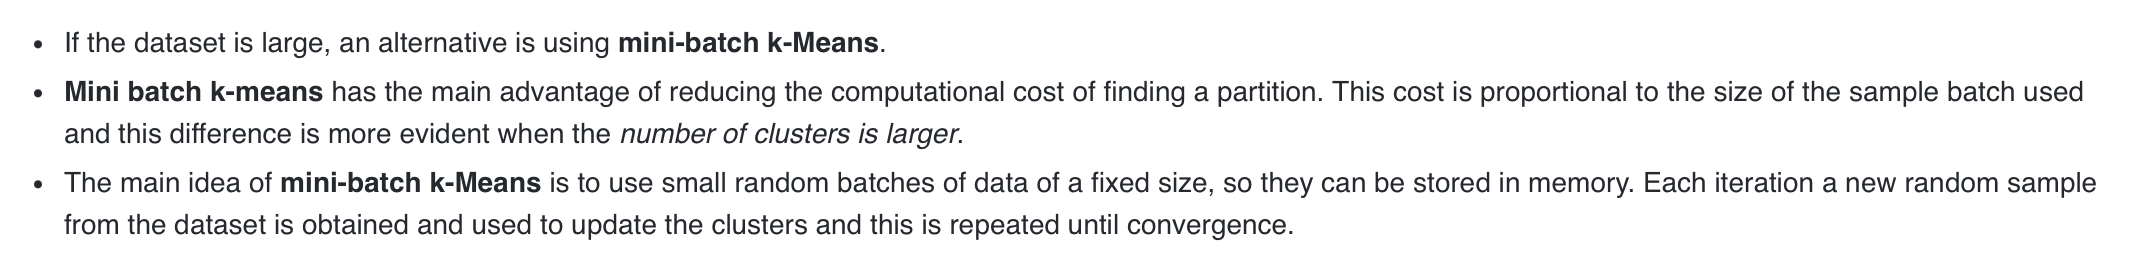 • If the dataset is large, an alternative is using mini-batch k-Means.
• Mini batch k-means has the main advantage of reducing the computational cost of finding a partition. This cost is proportional to the size of the sample batch used
and this difference is more evident when the number of clusters is larger.
• The main idea of mini-batch k-Means is to use small random batches of data of a fixed size, so they can be stored in memory. Each iteration a new random sample
from the dataset is obtained and used to update the clusters and this is repeated until convergence.